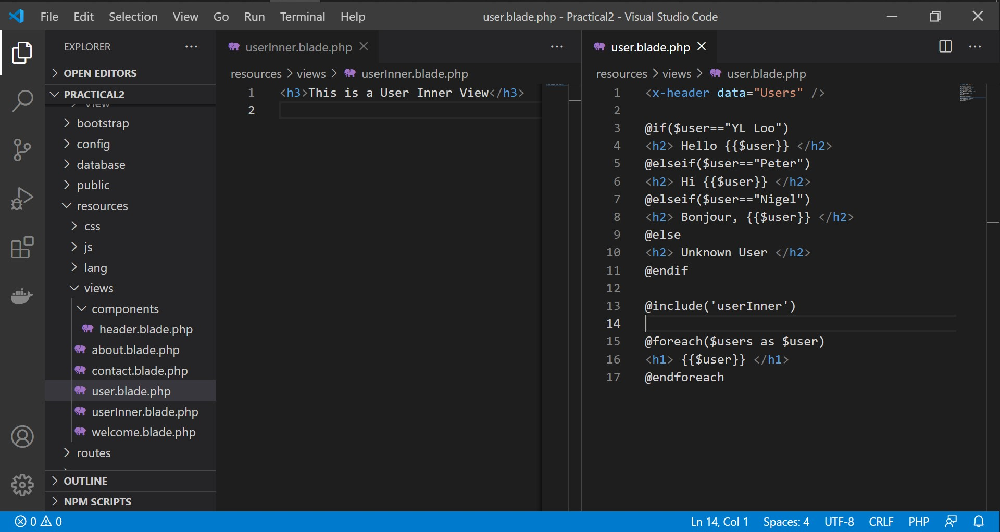 File Edit Selection View Go Run Terminal Help
user.blade.php - Practical2 - Visual Studio Code
EXPLORER
OPEN EDITORS
PRACTICAL2
View
bootstrap
config
database
public
resources
css
js
lang
views
components
header.blade.php
about.blade.php
contact.blade.php
user.blade.php
userInner.blade.php
welcome.blade.php
routes
OUTLINE
NPM SCRIPTS
userInner.blade.php
resources > views > userInner.blade.php
1 <h3>This is a User Inner View</h3>
2
user.blade.php
resources > views > user.blade.php
1 <x-header data="Users" />
2
3 @if($user=="YL Loo")
4 <h2> Hello {{$user}} </h2>
5 @elseif($user=="Peter")
6 <h2> Hi {{$user}} </h2>
7 @elseif($user=="Nigel")
8 <h2> Bonjour, {{$user}} </h2>
9 @else
10 <h2> Unknown User </h2>
11 @endif
12
13 @include('userInner')
14
15 @foreach($users as $user)
16 <h1> {{$user}} </h1>
17 @endforeach
0 0
Ln 14, Col 1 Spaces: 4 UTF-8 CRLF PHP